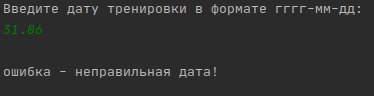 Введите дату тренировки в формате гггг-мм-дд:
31.06
ошибка - неправильная дата!